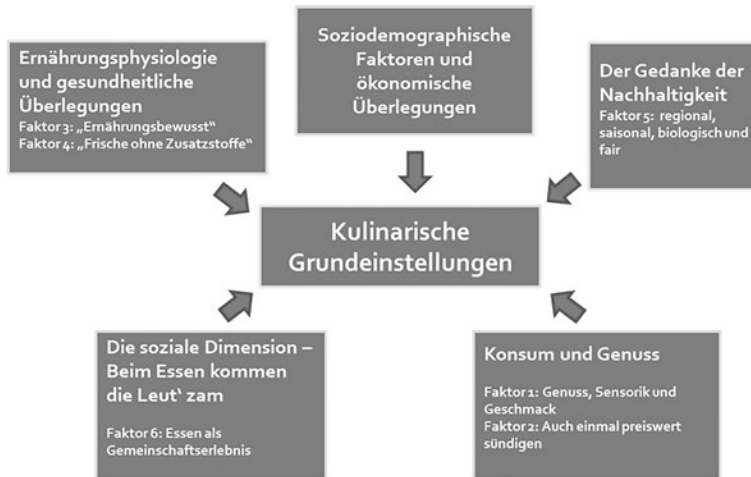 Ernährungsphysiologie
und gesundheitliche
Überlegungen
Faktor 3: „Ernährungsbewusst“
Faktor 4: „Frische ohne Zusatzstoffe“
Soziodemographische
Faktoren und
ökonomische
Überlegungen
Der Gedanke der
Nachhaltigkeit
Faktor 5: regional,
saisonal, biologisch und
fair
Kulinarische
Grundeinstellungen
Die soziale Dimension –
Beim Essen kommen
die Leut‘ zam
Faktor 6: Essen als
Gemeinschaftserlebnis
Konsum und Genuss
Faktor 1: Genuss, Sensorik und
Geschmack
Faktor 2: Auch einmal preiswert
sündigen